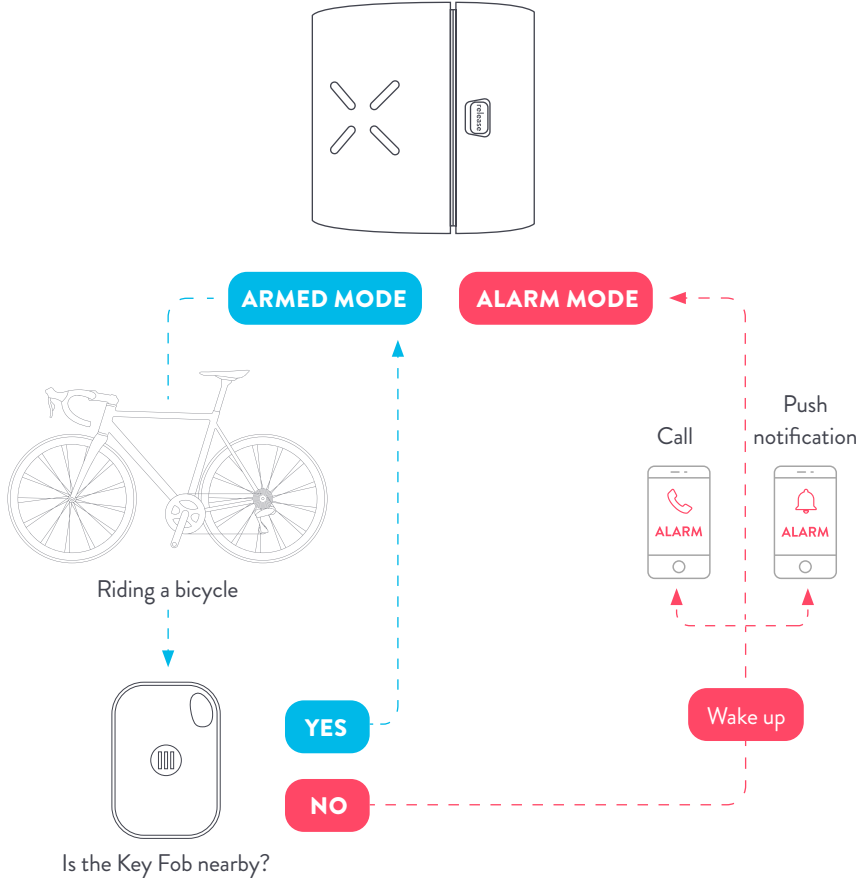 release
ARMED MODE
ALARM MODE
Call
Push
notification
ALARM
ALARM
Riding a bicycle
YES
Wake up
NO
Is the Key Fob nearby?